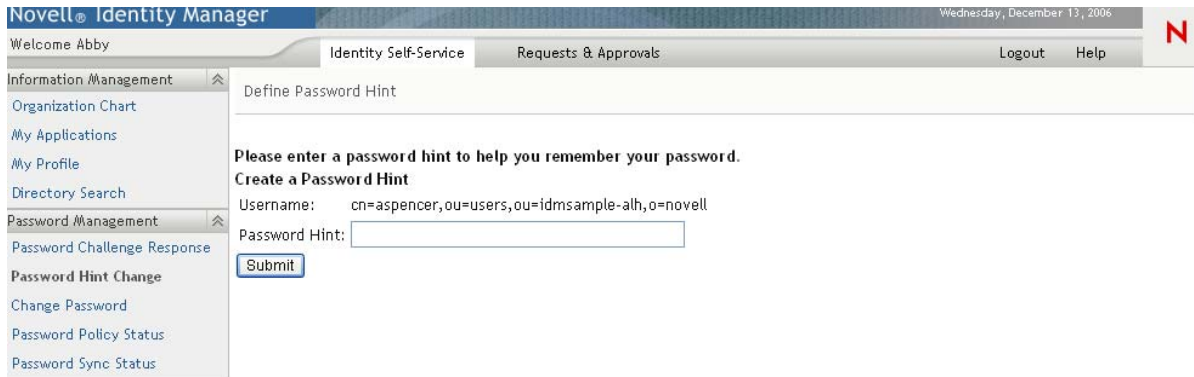 Novell® Identity Manager
Wednesday, December 13, 2006
N
Welcome Abby
Identity Self-Service
Requests & Approvals
Logout
Help
Information Management
Organization Chart
My Applications
My Profile
Directory Search
Password Management
Password Challenge Response
Password Hint Change
Change Password
Password Policy Status
Password Sync Status
Define Password Hint
Please enter a password hint to help you remember your password.
Create a Password Hint
Username: cn=aspencer,ou=users,ou=idmsample-alh,o=novell
Password Hint:
Submit